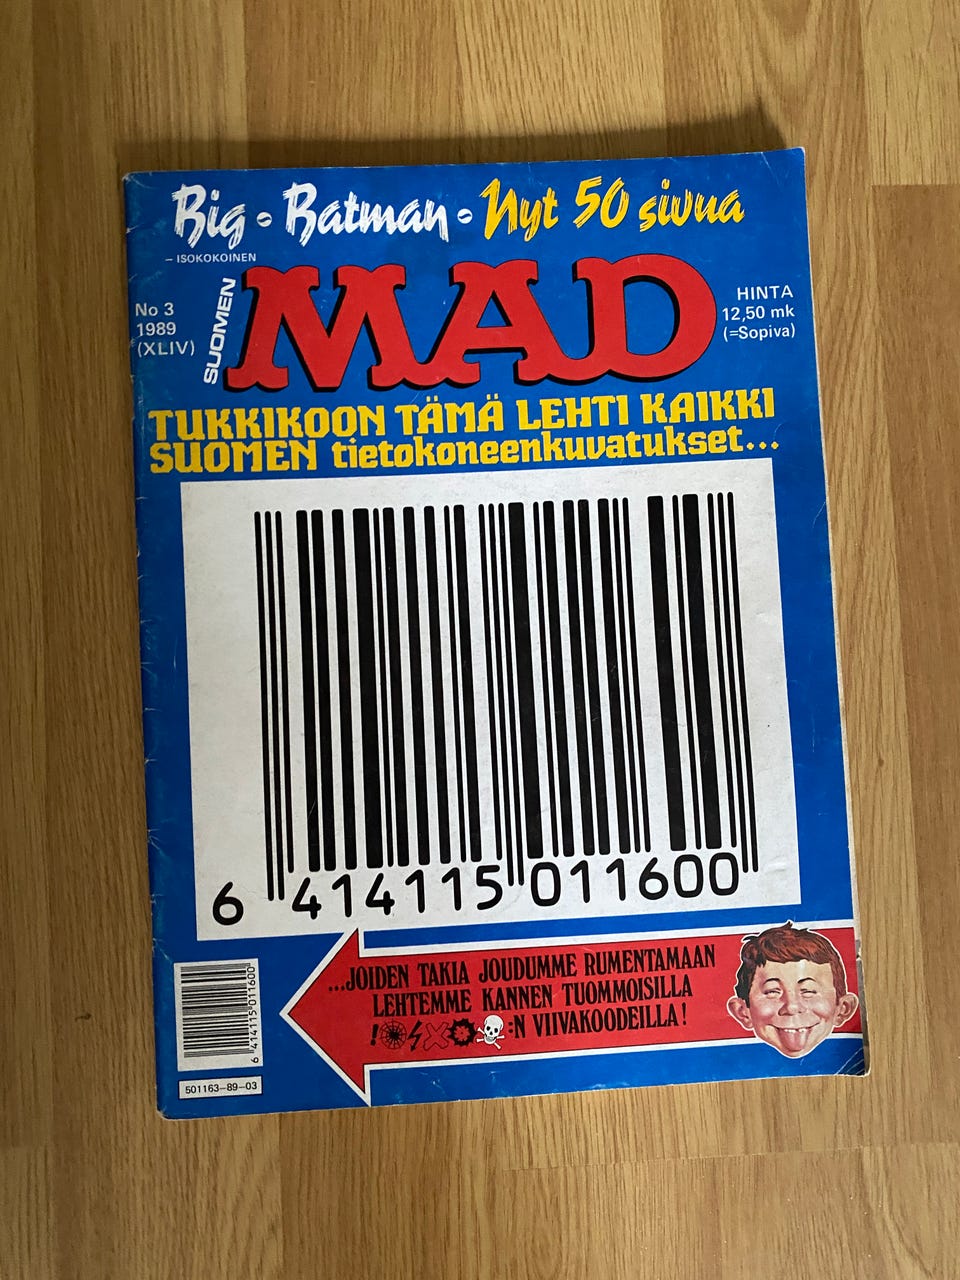 Big - Batman - Nyt 50 sivua
- ISOKOKOINEN
No 3
1989
(XLIV)
SUOMEN
MAD
HINTA
12,50 mk
(=Sopiva)
TUKKIKOON TÄMÄ LEHTI KAIKKI
SUOMEN tietokoneenkuvatukset...
6 414115 011600
...JOIDEN TAKIA JOUDUMME RUMENTAMAAN
LEHTEMME KANNEN TUOMMOISILLA
!:N VIIVAKOODEILLA!
6 414115 011600
501163-89-03